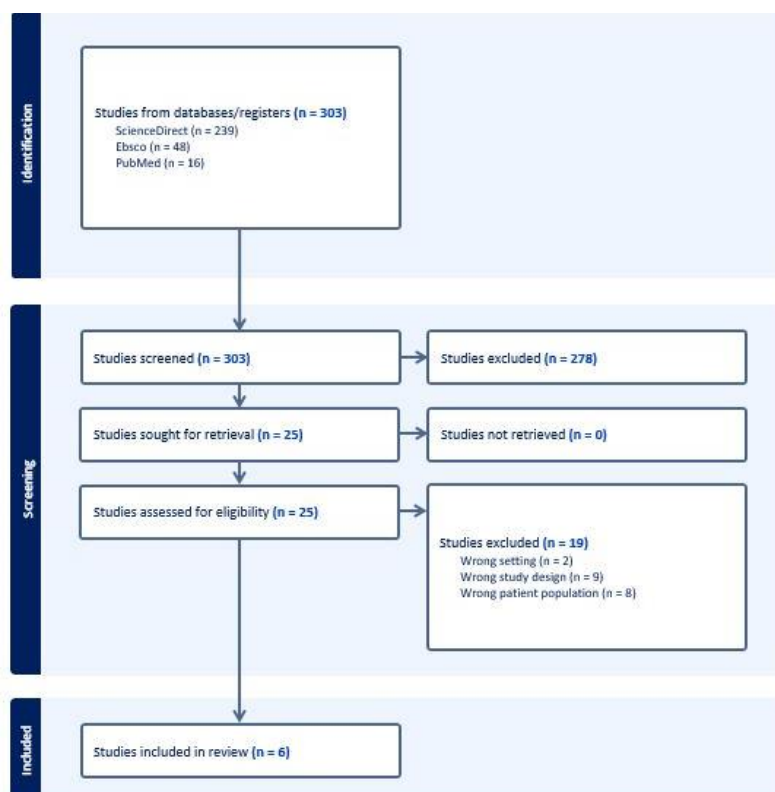 Identification
Studies from databases/registers (n = 303)
ScienceDirect (n = 239)
Ebsco (n = 48)
PubMed (n = 16)
Screening
Studies screened (n = 303)
Studies excluded (n = 278)
Studies sought for retrieval (n = 25)
Studies not retrieved (n = 0)
Studies assessed for eligibility (n = 25)
Studies excluded (n = 19)
Wrong setting (n = 2)
Wrong study design (n = 9)
Wrong patient population (n = 8)
Included
Studies included in review (n = 6)